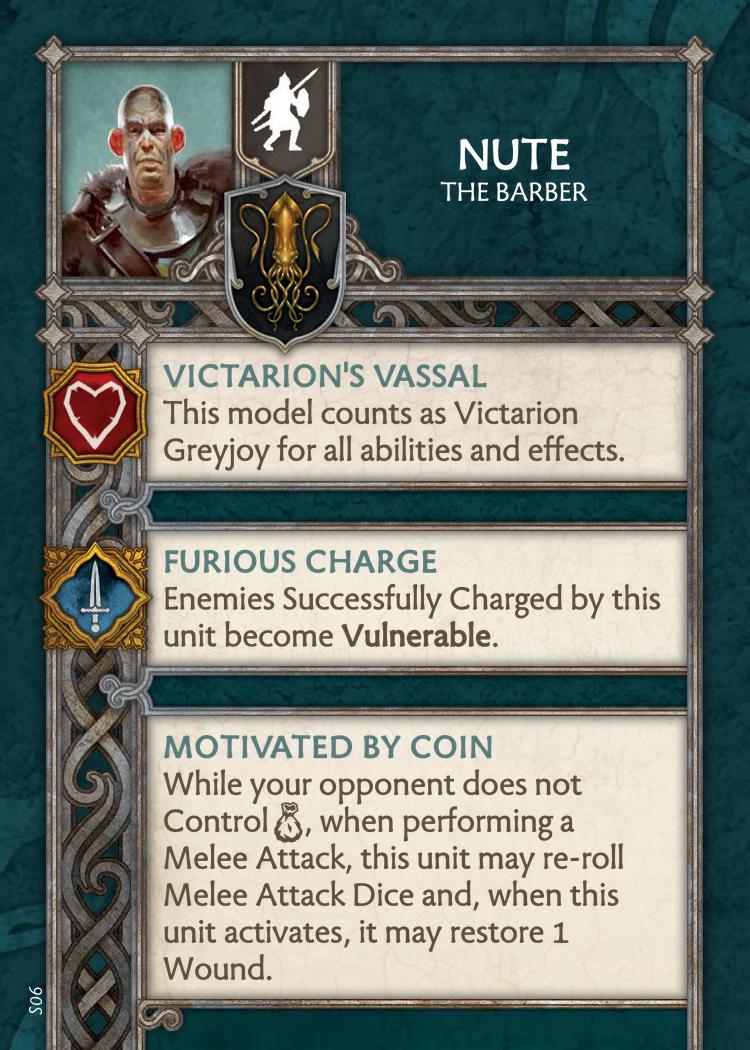 NUTE
THE BARBER
VICTARION'S VASSAL
This model counts as Victarion
Greyjoy for all abilities and effects.
FURIOUS CHARGE
Enemies Successfully Charged by this
unit become Vulnerable.
MOTIVATED BY COIN
While your opponent does not
Control , when performing a
Melee Attack, this unit may re-roll
Melee Attack Dice and, when this
unit activates, it may restore 1
Wound.
S06